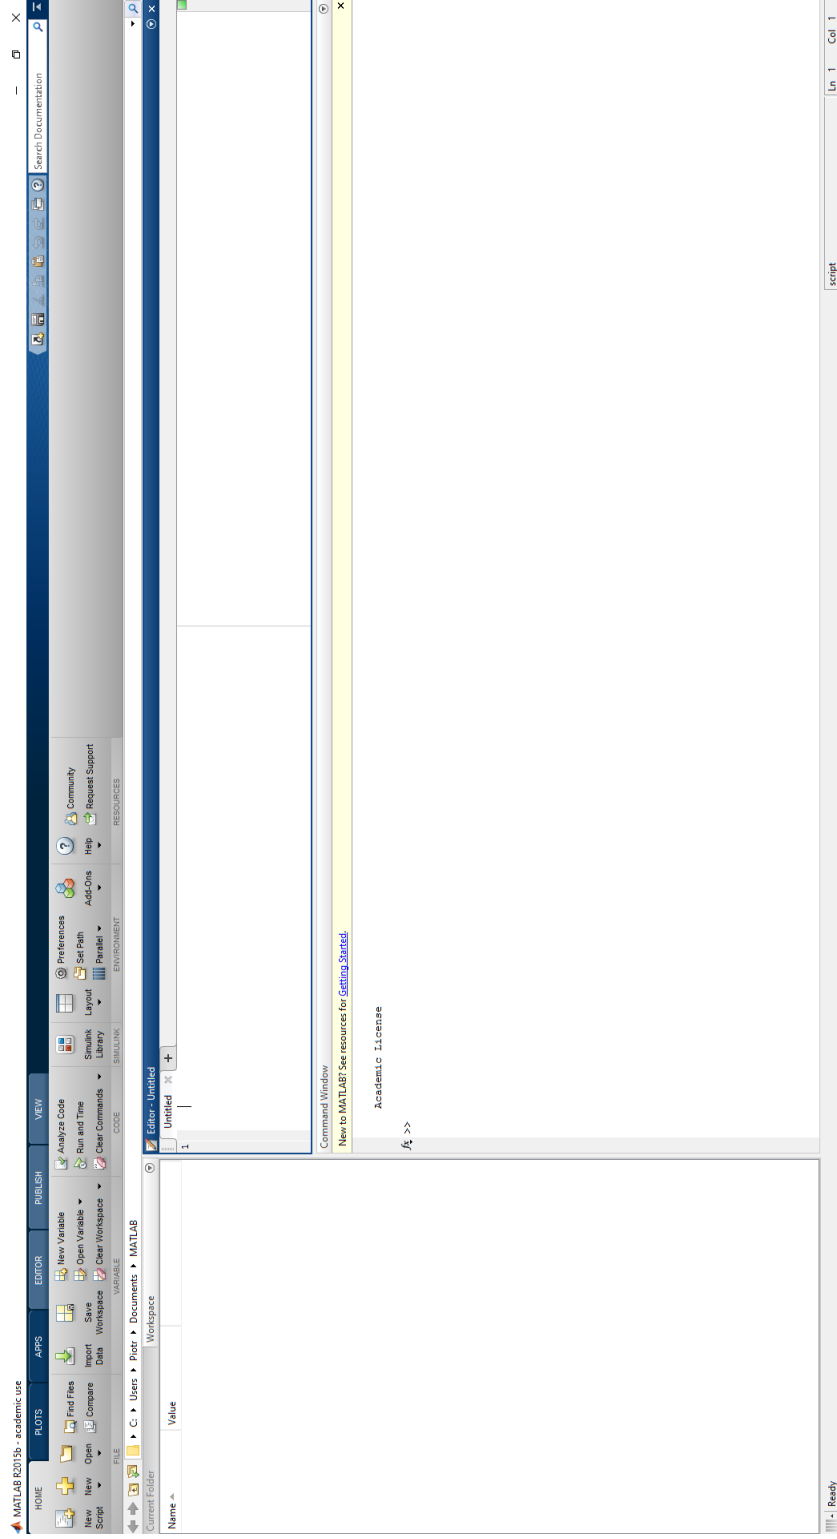 MATLAB R2015b - academic use
HOME
PLOTS
APPS
EDITOR
PUBLISH
VIEW
Search Documentation
New Script
New
Open
Find Files
Compare
Import Data
Save Workspace
New Variable
Open Variable
Clear Workspace
Analyze Code
Run and Time
Clear Commands
Simulink Library
Layout
Preferences
Set Path
Parallel
Add-Ons
Help
Community
Request Support
FILE
VARIABLE
CODE
SIMULINK
ENVIRONMENT
RESOURCES
C: Users Piotr Documents MATLAB
Current Folder
Workspace
Name
Value
Editor - Untitled
Untitled
+
1
Command Window
New to MATLAB? See resources for Getting Started.
Academic License
fx >>
Ready
script
Ln 1
Col 1